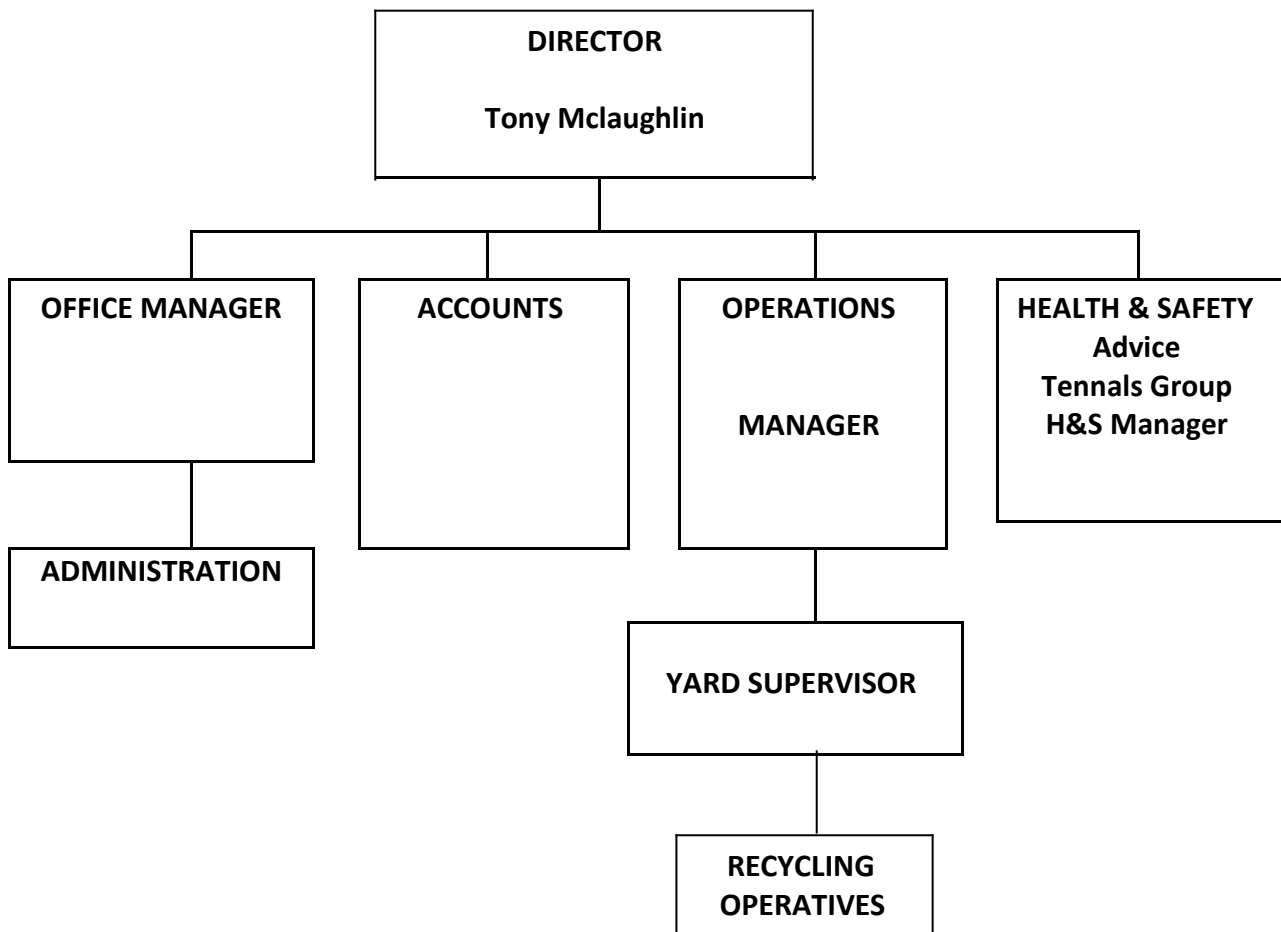 DIRECTOR
Tony Mclaughlin
OFFICE MANAGER
ACCOUNTS
OPERATIONS
MANAGER
HEALTH & SAFETY
Advice
Tennals Group
H&S Manager
ADMINISTRATION
YARD SUPERVISOR
RECYCLING
OPERATIVES